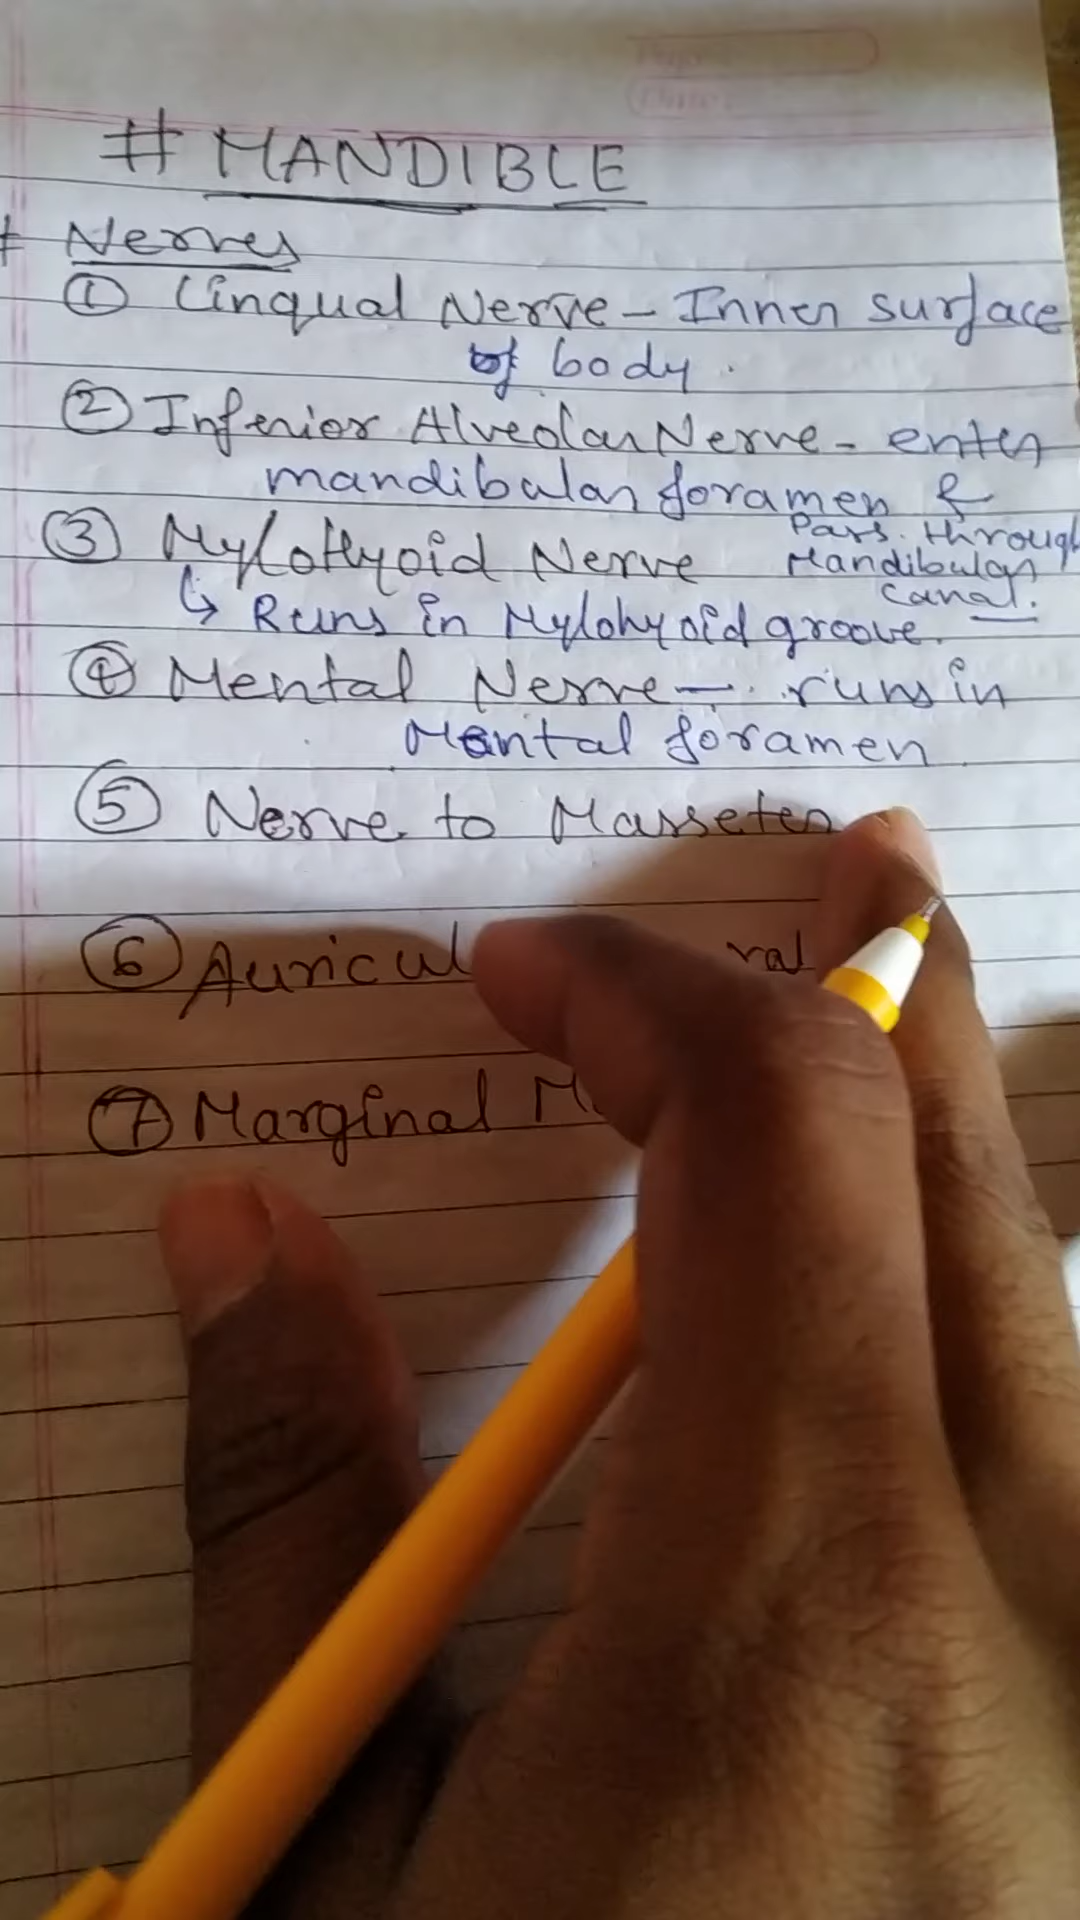 # MANDIBLE
# Nerves
① Linqual Nerve - Inner surface
of body.
② Inferior Alveolar Nerve - enter
mandibular foramen &
Pass. through
Mandibular
canal.
③ Mylohyoid Nerve
↳ Runs in Mylohyoid groove.
④ Mental Nerve - runs in
Mental foramen
⑤ Nerve to Masseter
⑥ Auricul ral
⑦ Marginal M